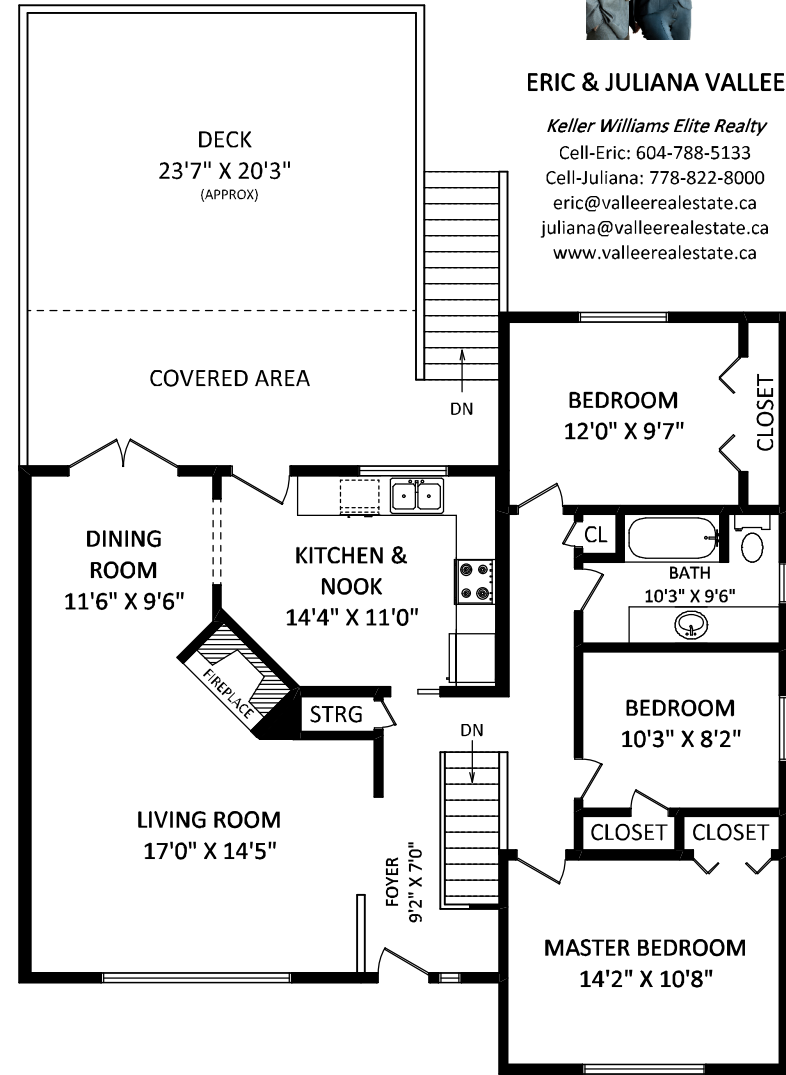 ERIC & JULIANA VALLEE
Keller Williams Elite Realty
Cell-Eric: 604-788-5133
Cell-Juliana: 778-822-8000
eric@valleerealestate.ca
juliana@valleerealestate.ca
www.valleerealestate.ca
DECK
23'7" X 20'3"
(APPROX)
COVERED AREA
DN
BEDROOM
12'0" X 9'7"
CLOSET
DINING
ROOM
11'6" X 9'6"
KITCHEN &
NOOK
14'4" X 11'0"
CL
BATH
10'3" X 9'6"
FIREPLACE
STRG
DN
BEDROOM
10'3" X 8'2"
LIVING ROOM
17'0" X 14'5"
FOYER
9'2" X 7'0"
CLOSET
CLOSET
MASTER BEDROOM
14'2" X 10'8"